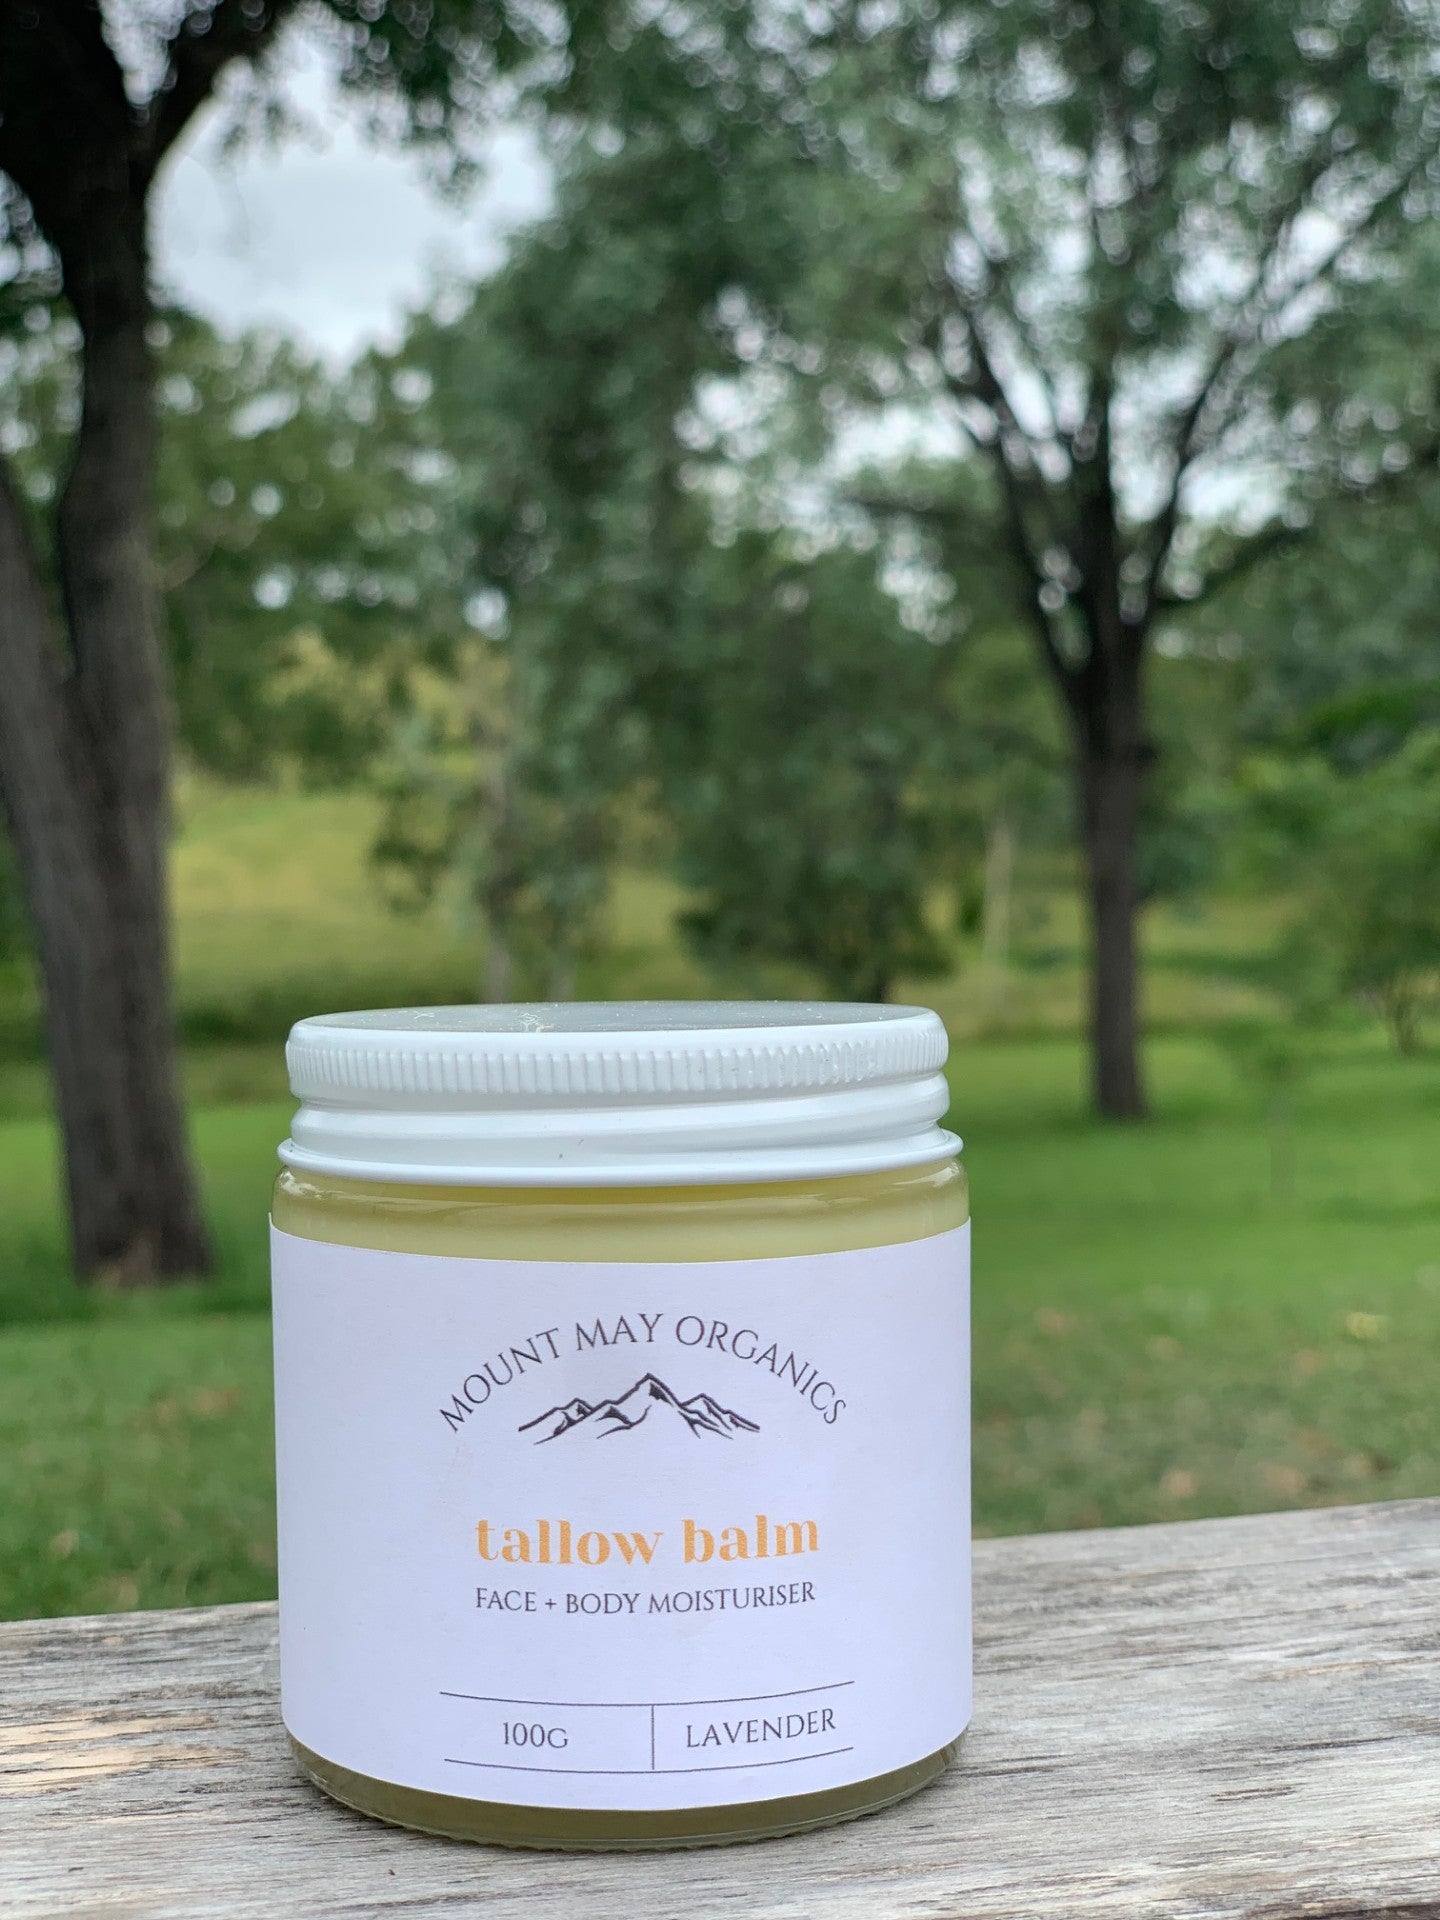 MOUNT MAY ORGANICS
tallow balm
FACE + BODY MOISTURISER
100G
LAVENDER